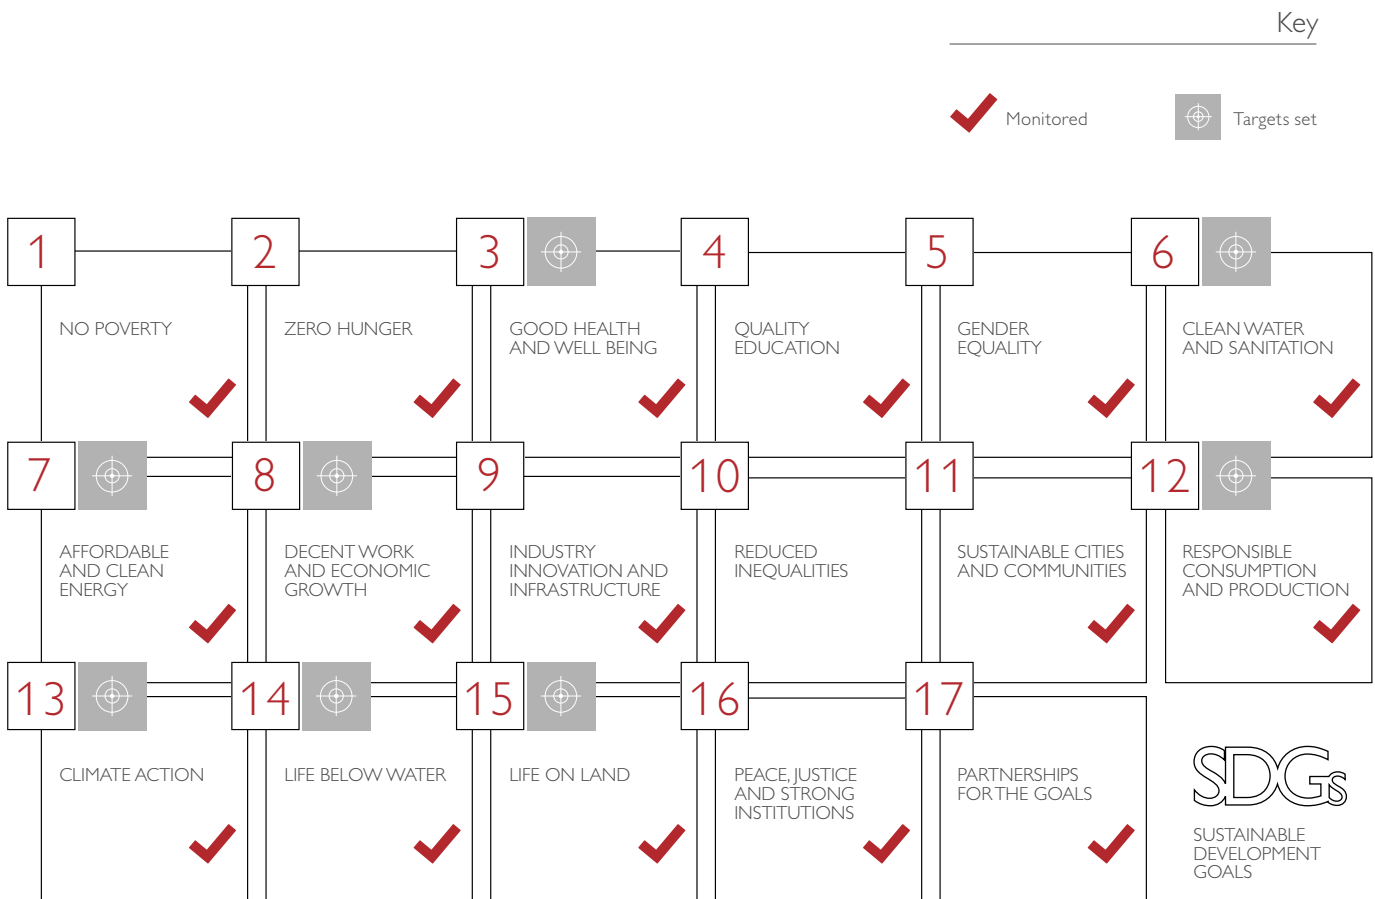 Key
Monitored
Targets set
1
2
3
4
5
6
NO POVERTY
ZERO HUNGER
GOOD HEALTH
AND WELL BEING
QUALITY
EDUCATION
GENDER
EQUALITY
CLEAN WATER
AND SANITATION
7
8
9
10
11
12
AFFORDABLE
AND CLEAN
ENERGY
DECENT WORK
AND ECONOMIC
GROWTH
INDUSTRY
INNOVATION AND
INFRASTRUCTURE
REDUCED
INEQUALITIES
SUSTAINABLE CITIES
AND COMMUNITIES
RESPONSIBLE
CONSUMPTION
AND PRODUCTION
13
14
15
16
17
CLIMATE ACTION
LIFE BELOW WATER
LIFE ON LAND
PEACE, JUSTICE
AND STRONG
INSTITUTIONS
PARTNERSHIPS
FOR THE GOALS
SDGs
SUSTAINABLE
DEVELOPMENT
GOALS